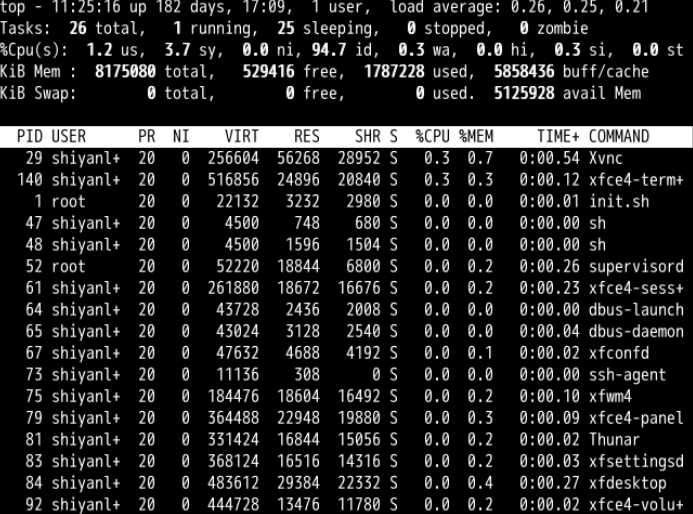 top - 11:25:16 up 182 days, 17:09,  1 user,  load average: 0.26, 0.25, 0.21
Tasks:  26 total,   1 running,  25 sleeping,   0 stopped,   0 zombie
%Cpu(s):  1.2 us,  3.7 sy,  0.0 ni, 94.7 id,  0.3 wa,  0.0 hi,  0.3 si,  0.0 st
KiB Mem :  8175080 total,   529416 free,  1787228 used,  5858436 buff/cache
KiB Swap:        0 total,        0 free,        0 used.  5125928 avail Mem
PID USER      PR  NI    VIRT    RES    SHR S  %CPU %MEM     TIME+ COMMAND
29 shiyanl+  20   0  256604  56268  28952 S   0.3  0.7   0:00.54 Xvnc
140 shiyanl+  20   0  516856  24896  20840 S   0.3  0.3   0:00.12 xfce4-term+
1 root      20   0   22132   3232   2980 S   0.0  0.0   0:00.01 init.sh
47 shiyanl+  20   0    4500    748    680 S   0.0  0.0   0:00.00 sh
48 shiyanl+  20   0    4500   1596   1504 S   0.0  0.0   0:00.00 sh
52 root      20   0   52220  18844   6800 S   0.0  0.2   0:00.26 supervisord
61 shiyanl+  20   0  261880  18672  16676 S   0.0  0.2   0:00.23 xfce4-sess+
64 shiyanl+  20   0   43728   2436   2008 S   0.0  0.0   0:00.00 dbus-launch
65 shiyanl+  20   0   43024   3128   2540 S   0.0  0.0   0:00.04 dbus-daemon
67 shiyanl+  20   0   47632   4688   4192 S   0.0  0.1   0:00.02 xfconfd
73 shiyanl+  20   0   11136    308      0 S   0.0  0.0   0:00.00 ssh-agent
75 shiyanl+  20   0  184476  18604  16492 S   0.0  0.2   0:00.10 xfwm4
79 shiyanl+  20   0  364488  22948  19880 S   0.0  0.3   0:00.09 xfce4-panel
81 shiyanl+  20   0  331424  16844  15056 S   0.0  0.2   0:00.02 Thunar
83 shiyanl+  20   0  368124  16516  14316 S   0.0  0.2   0:00.03 xfsettingsd
84 shiyanl+  20   0  483612  29384  22332 S   0.0  0.4   0:00.27 xfdesktop
92 shiyanl+  20   0  444728  13476  11780 S   0.0  0.2   0:00.02 xfce4-volu+